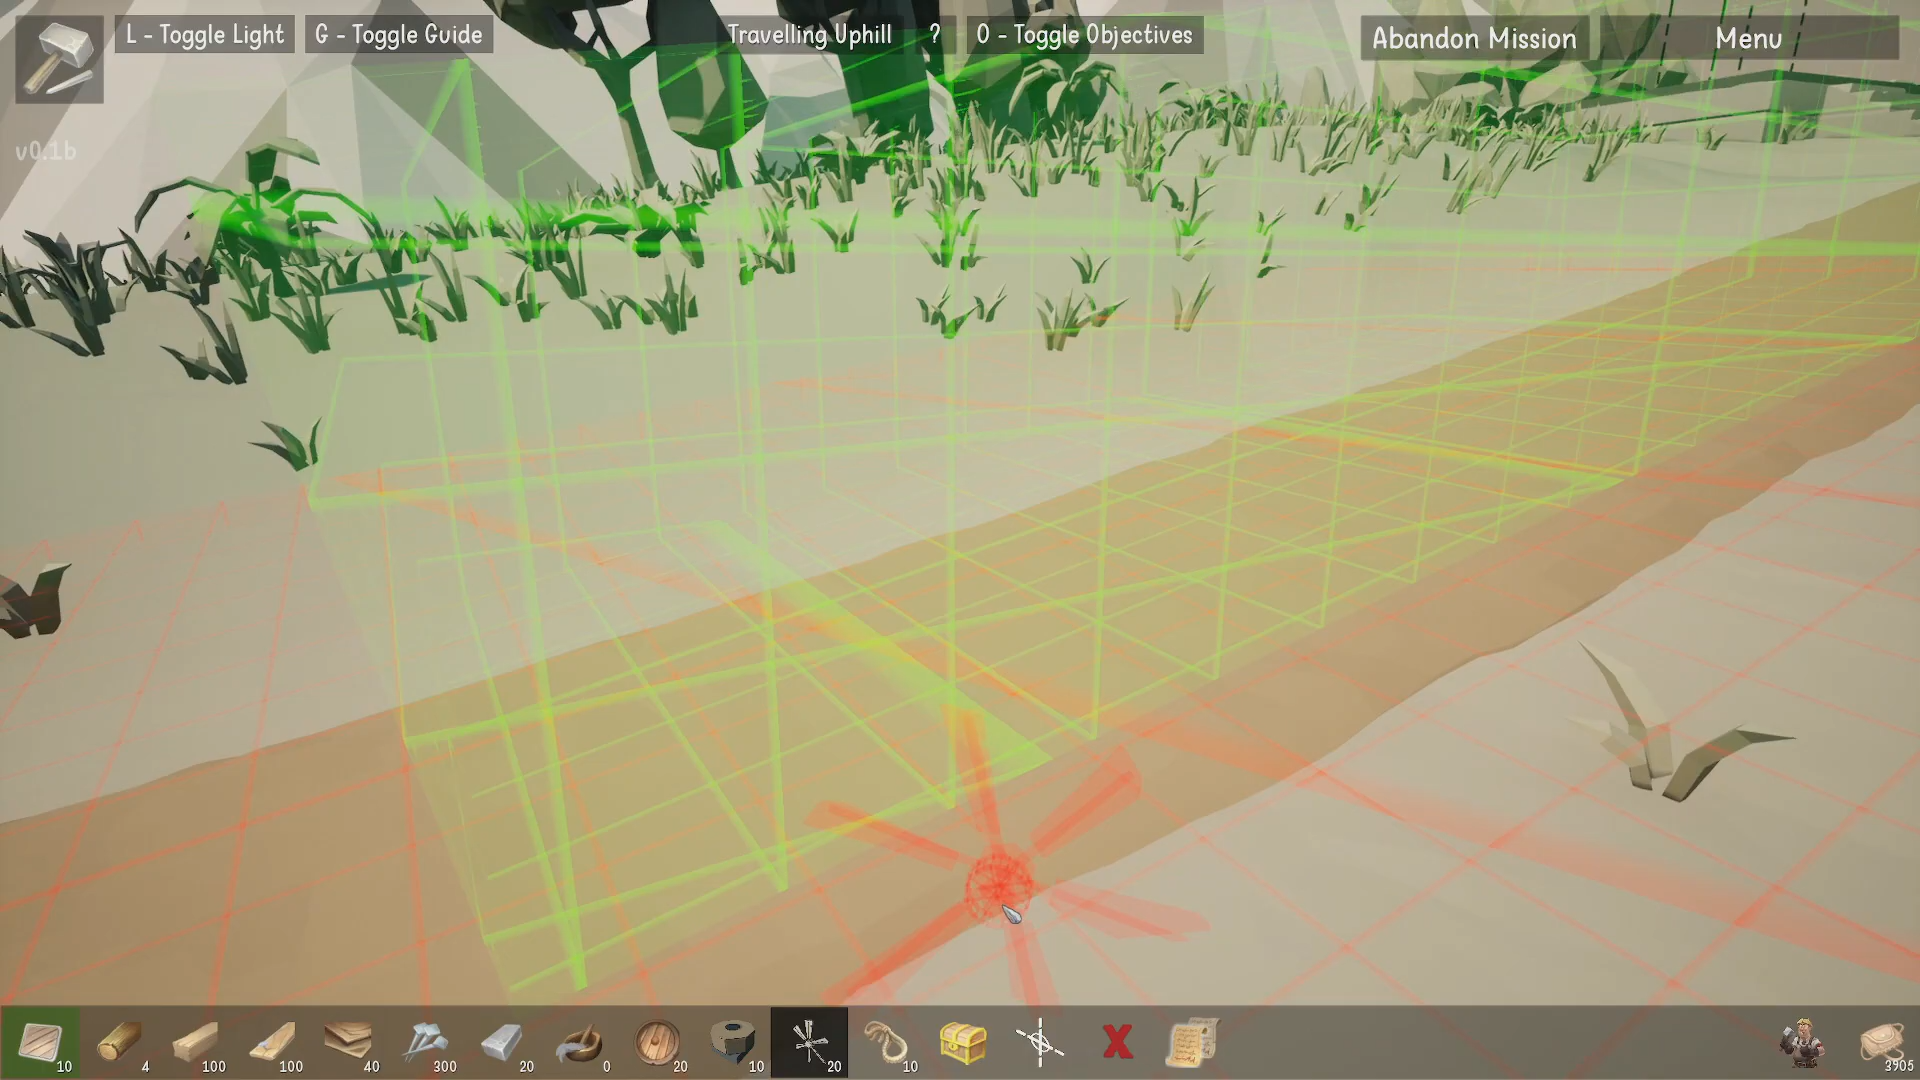 L - Toggle Light
G - Toggle Guide
Travelling Uphill
?
O - Toggle Objectives
Abandon Mission
Menu
v0.1b
10
4
100
100
40
300
20
0
20
10
20
10
3905